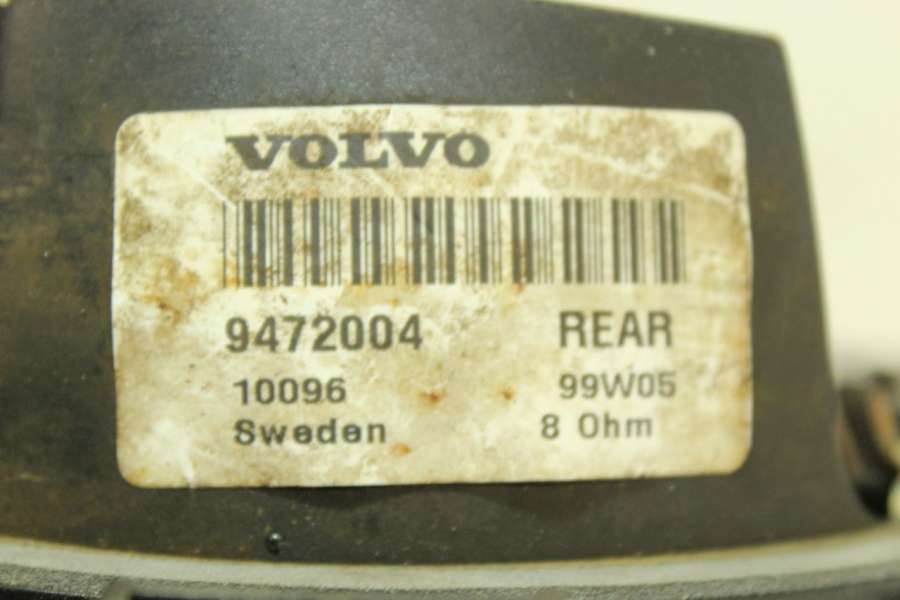 VOLVO
9472004 REAR
10096 99W05
Sweden 8 Ohm